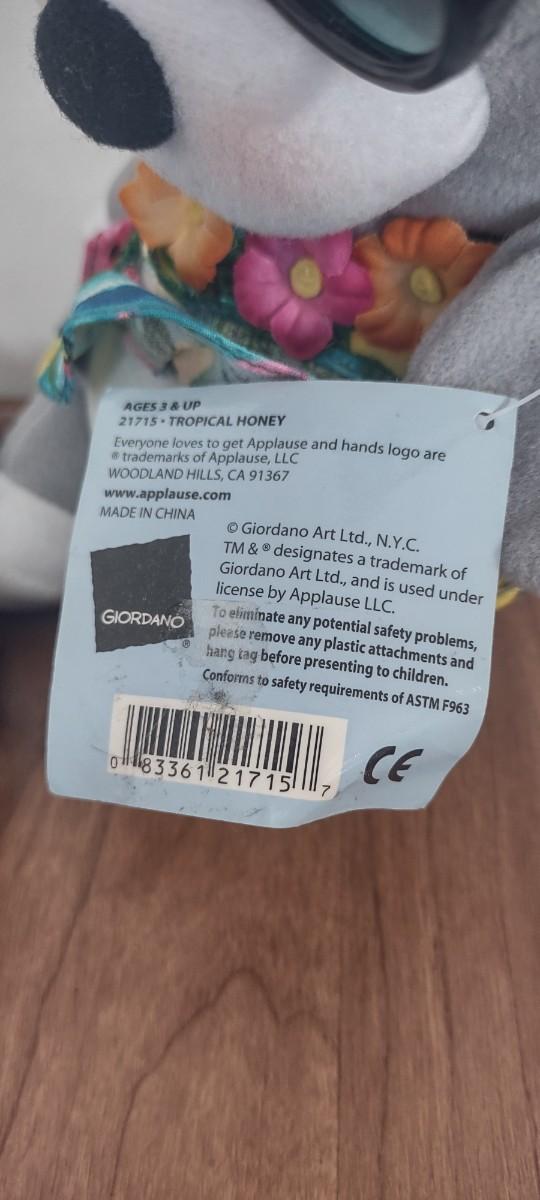 AGES 3 & UP
21715 • TROPICAL HONEY
Everyone loves to get Applause and hands logo are
® trademarks of Applause, LLC
WOODLAND HILLS, CA 91367
www.applause.com
MADE IN CHINA
© Giordano Art Ltd., N.Y.C.
TM & ® designates a trademark of
Giordano Art Ltd., and is used under
license by Applause LLC.
GIORDANO®
To eliminate any potential safety problems,
please remove any plastic attachments and
hang tag before presenting to children.
Conforms to safety requirements of ASTM F963
0 83361 21715 7
CE